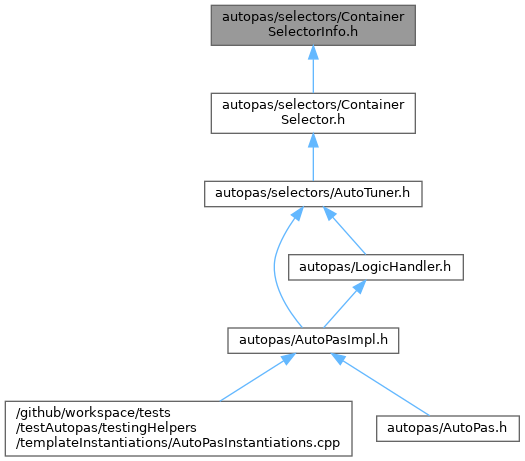 autopas/selectors/Container
SelectorInfo.h
autopas/selectors/Container
Selector.h
autopas/selectors/AutoTuner.h
autopas/LogicHandler.h
autopas/AutoPasImpl.h
/github/workspace/tests
/testAutopas/testingHelpers
/templateInstantiations/AutoPasInstantiations.cpp
autopas/AutoPas.h